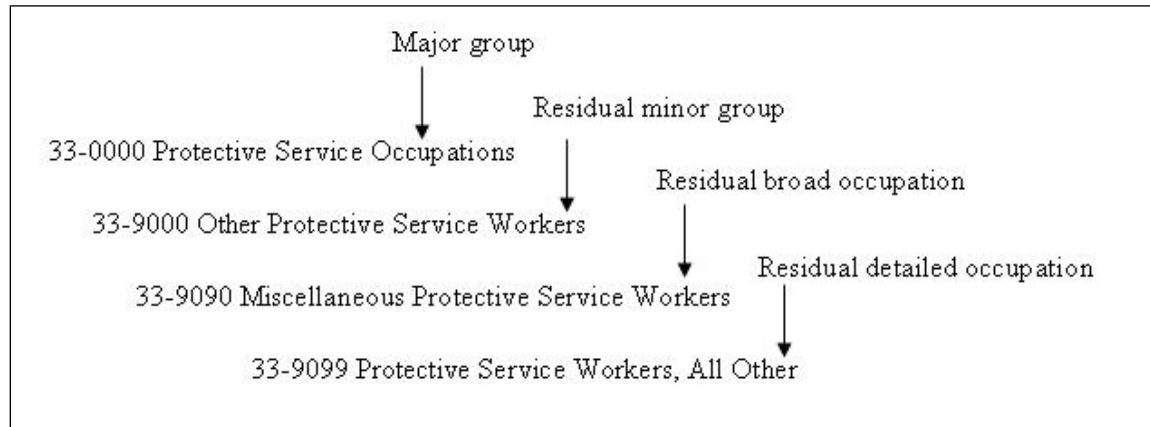 Major group
Residual minor group
33-0000 Protective Service Occupations
Residual broad occupation
33-9000 Other Protective Service Workers
Residual detailed occupation
33-9090 Miscellaneous Protective Service Workers
33-9099 Protective Service Workers, All Other